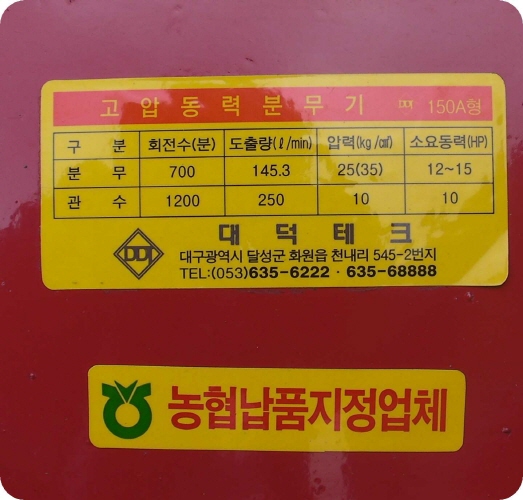 고압동력분무기 DDT 150A형
구 분 회전수(분) 도출량(ℓ/min) 압력(kg/㎠) 소요동력(HP)
분 무 700 145.3 25(35) 12~15
관 수 1200 250 10 10
대덕테크
DDT
대구광역시 달성군 화원읍 천내리 545-2번지
TEL:(053)635-6222 · 635-68888
농협납품지정업체